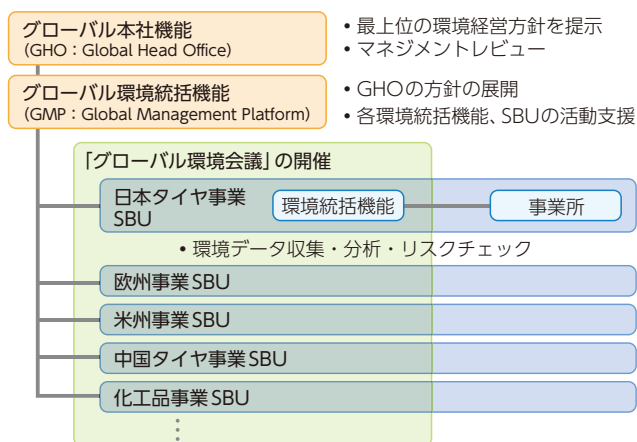 グローバル本社機能
(GHO：Global Head Office)
・最上位の環境経営方針を提示
・マネジメントレビュー
グローバル環境統括機能
(GMP：Global Management Platform)
・GHOの方針の展開
・各環境統括機能、SBUの活動支援
「グローバル環境会議」の開催
日本タイヤ事業
SBU
環境統括機能
事業所
・環境データ収集・分析・リスクチェック
欧州事業SBU
米州事業SBU
中国タイヤ事業SBU
化工品事業SBU
⋮